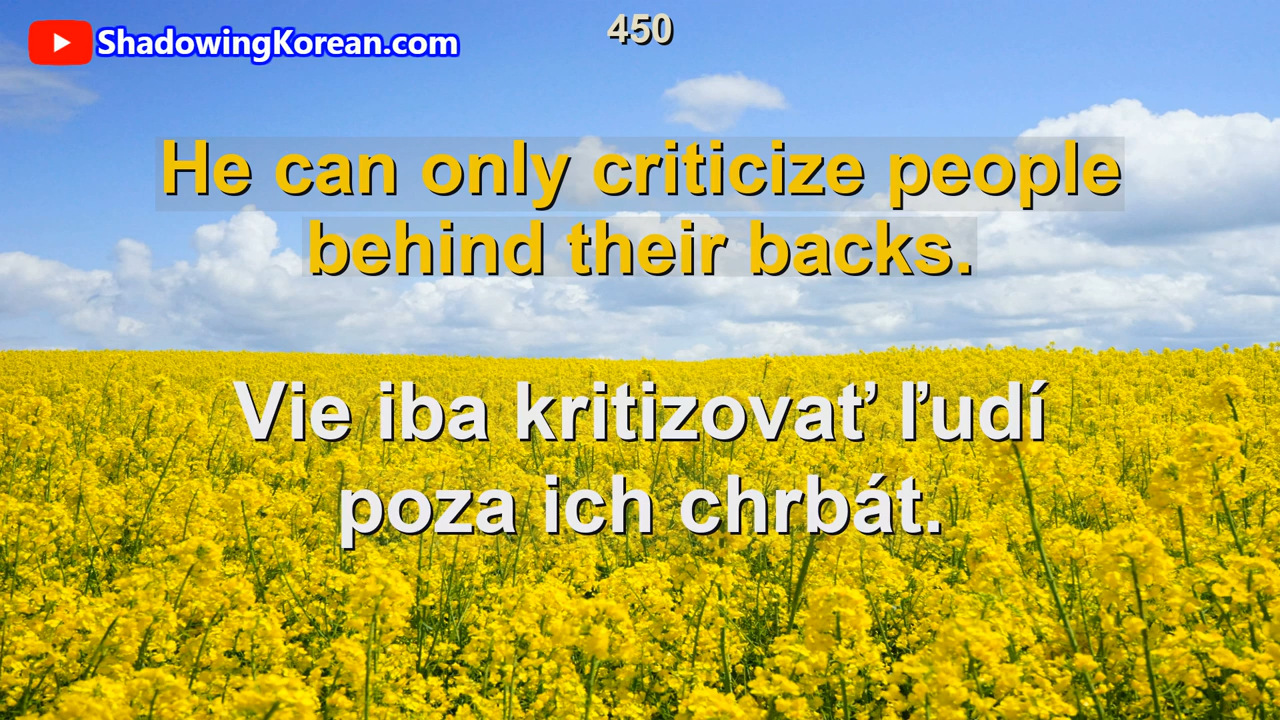 ShadowingKorean.com
450
He can only criticize people
behind their backs.
Vie iba kritizovať ľudí
poza ich chrbát.